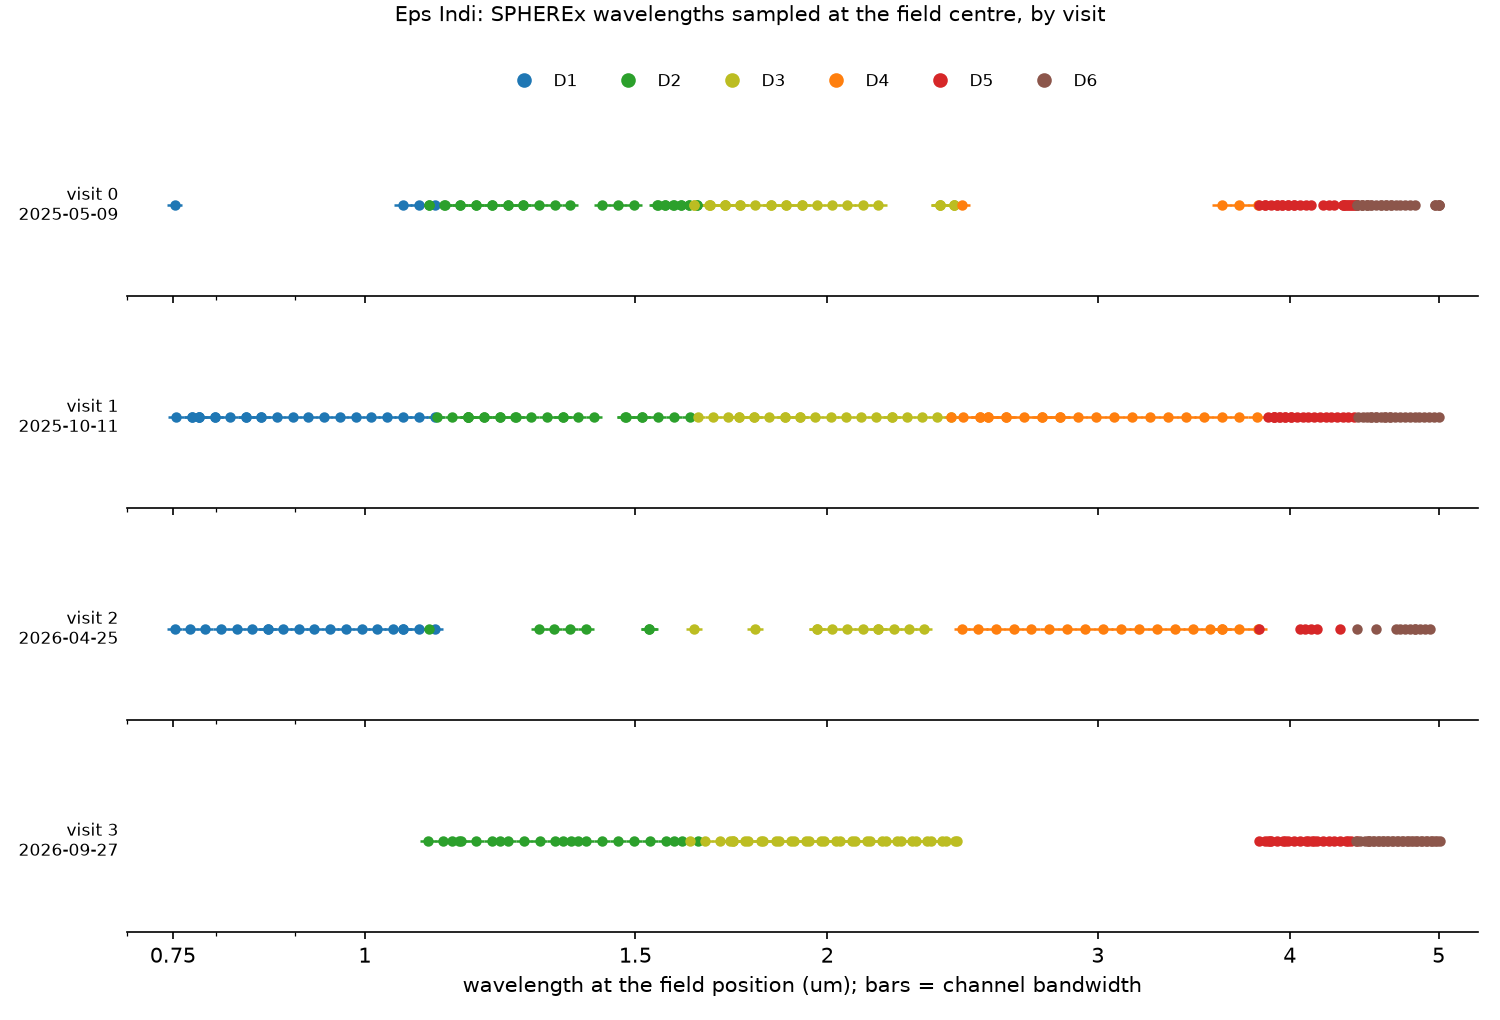 Eps Indi: SPHEREx wavelengths sampled at the field centre, by visit
D1 D2 D3 D4 D5 D6
visit 0
2025-05-09
visit 1
2025-10-11
visit 2
2026-04-25
visit 3
2026-09-27
0.75 1 1.5 2 3 4 5
wavelength at the field position (um); bars = channel bandwidth